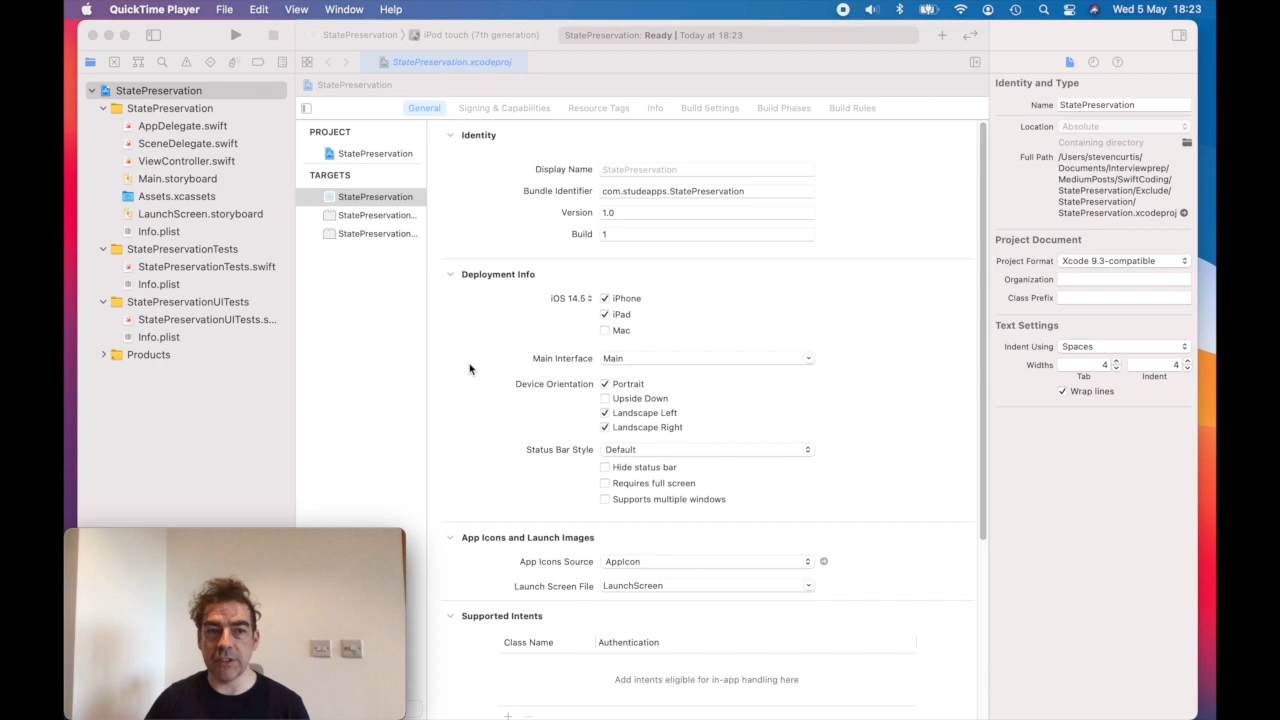 QuickTime Player File Edit View Window Help Wed 5 May 18:23
StatePreservation iPod touch (7th generation) StatePreservation: Ready | Today at 18:23
StatePreservation.xcodeproj
StatePreservation
General Signing & Capabilities Resource Tags Info Build Settings Build Phases Build Rules
StatePreservation
StatePreservation
AppDelegate.swift
SceneDelegate.swift
ViewController.swift
Main.storyboard
Assets.xcassets
LaunchScreen.storyboard
Info.plist
StatePreservationTests
StatePreservationTests.swift
Info.plist
StatePreservationUITests
StatePreservationUITests.s...
Info.plist
Products
PROJECT
StatePreservation
TARGETS
StatePreservation
StatePreservation...
StatePreservation...
Identity
Display Name StatePreservation
Bundle Identifier com.studeapps.StatePreservation
Version 1.0
Build 1
Deployment Info
iOS 14.5 iPhone
iPad
Mac
Main Interface Main
Device Orientation Portrait
Upside Down
Landscape Left
Landscape Right
Status Bar Style Default
Hide status bar
Requires full screen
Supports multiple windows
App Icons and Launch Images
App Icons Source AppIcon
Launch Screen File LaunchScreen
Supported Intents
Class Name Authentication
Add intents eligible for in-app handling here
Identity and Type
Name StatePreservation
Location Absolute
Containing directory
Full Path /Users/stevencurtis/
Documents/Interviewprep/
MediumPosts/SwiftCoding/
StatePreservation/Exclude/
StatePreservation/
StatePreservation.xcodeproj
Project Document
Project Format Xcode 9.3-compatible
Organization
Class Prefix
Text Settings
Indent Using Spaces
Widths 4 4
Tab Indent
Wrap lines